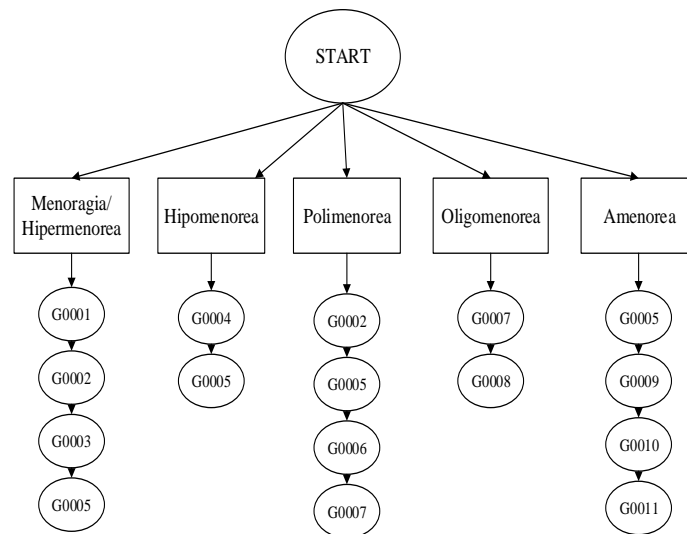 START
Menoragia/
Hipermenorea
Hipomenorea
Polimenorea
Oligomenorea
Amenorea
G0001
G0002
G0003
G0005
G0004
G0005
G0002
G0005
G0006
G0007
G0007
G0008
G0005
G0009
G0010
G0011